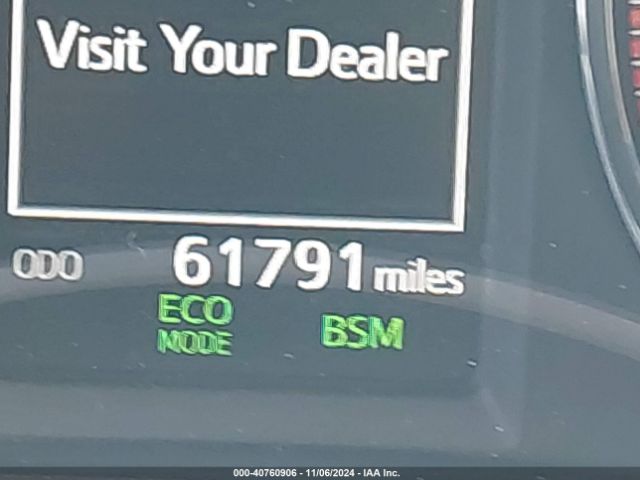 Visit Your Dealer
ODO 61791 miles
ECO BSM
MODE
000-40760906 - 11/06/2024 - IAA Inc.